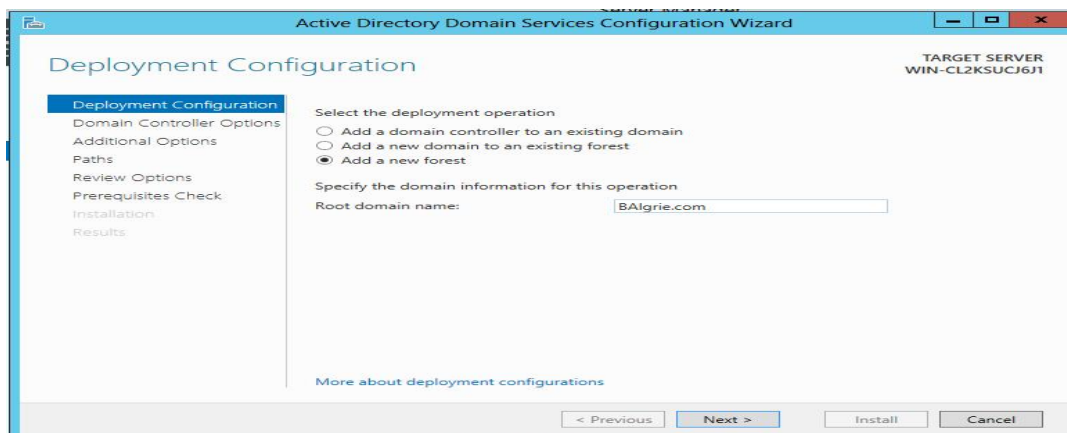 Active Directory Domain Services Configuration Wizard
Deployment Configuration
TARGET SERVER
WIN-CL2KSUCJ6J1
Deployment Configuration
Domain Controller Options
Additional Options
Paths
Review Options
Prerequisites Check
Installation
Results
Select the deployment operation
Add a domain controller to an existing domain
Add a new domain to an existing forest
Add a new forest
Specify the domain information for this operation
Root domain name:
BAlgrie.com
More about deployment configurations
< Previous
Next >
Install
Cancel